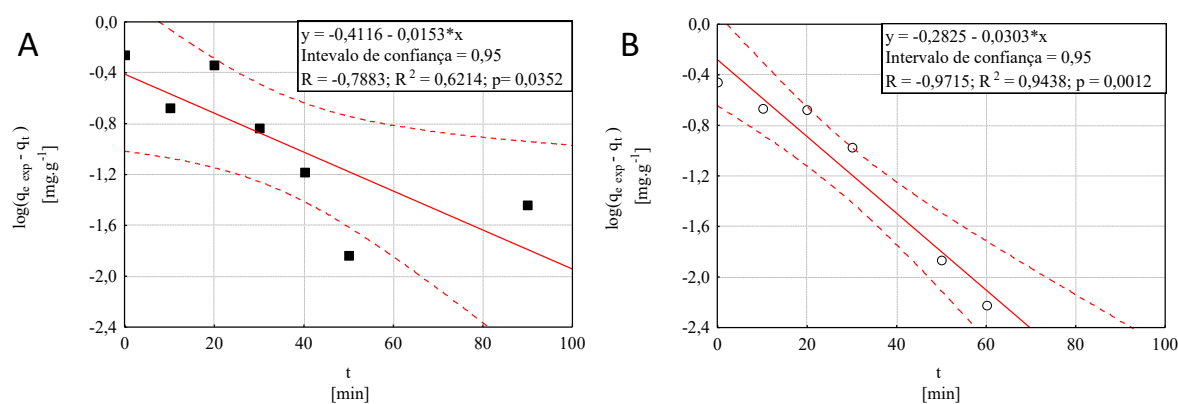 A
y = -0,4116 - 0,0153*x
Intevalo de confiança = 0,95
R = -0,7883; R² = 0,6214; p= 0,0352
0,0
-0,4
-0,8
-1,2
-1,6
-2,0
-2,4
log(qe exp - qt)
[mg.g⁻¹]
0 20 40 60 80 100
t
[min]
B
y = -0,2825 - 0,0303*x
Intervalo de confiança = 0,95
R = -0,9715; R² = 0,9438; p = 0,0012
0,0
-0,4
-0,8
-1,2
-1,6
-2,0
-2,4
log(qe exp - qt)
[mg.g⁻¹]
0 20 40 60 80 100
t
[min]